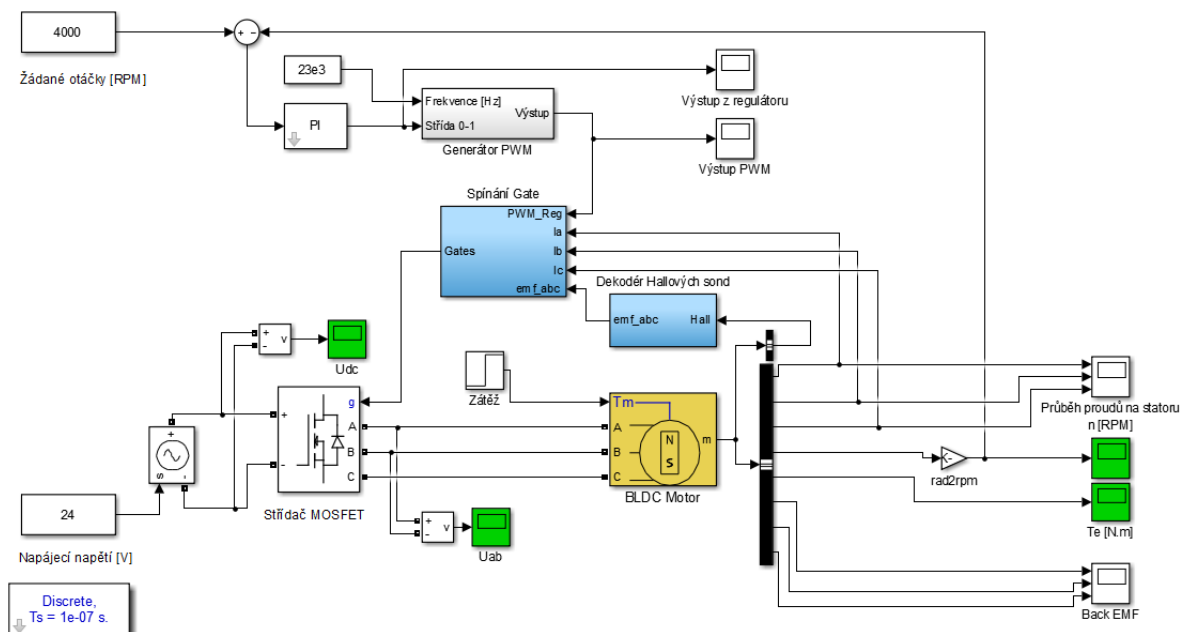 4000
+ -
Žádané otáčky [RPM]
23e3
PI
Frekvence [Hz]
Střída 0-1
Výstup
Generátor PWM
Výstup z regulátoru
Výstup PWM
Spínání Gate
PWM_Reg
Ia
Ib
Ic
emf_abc
Gates
Dekodér Hallových sond
emf_abc
Hall
+
-
v
Udc
Zátěž
g
+
-
A
B
C
Střídač MOSFET
Tm
A
B
C
N
S
m
BLDC Motor
+
-
s
24
Napájecí napětí [V]
+
-
v
Uab
Průběh proudů na statoru
n [RPM]
K-
rad2rpm
Te [N.m]
Back EMF
Discrete,
Ts = 1e-07 s.